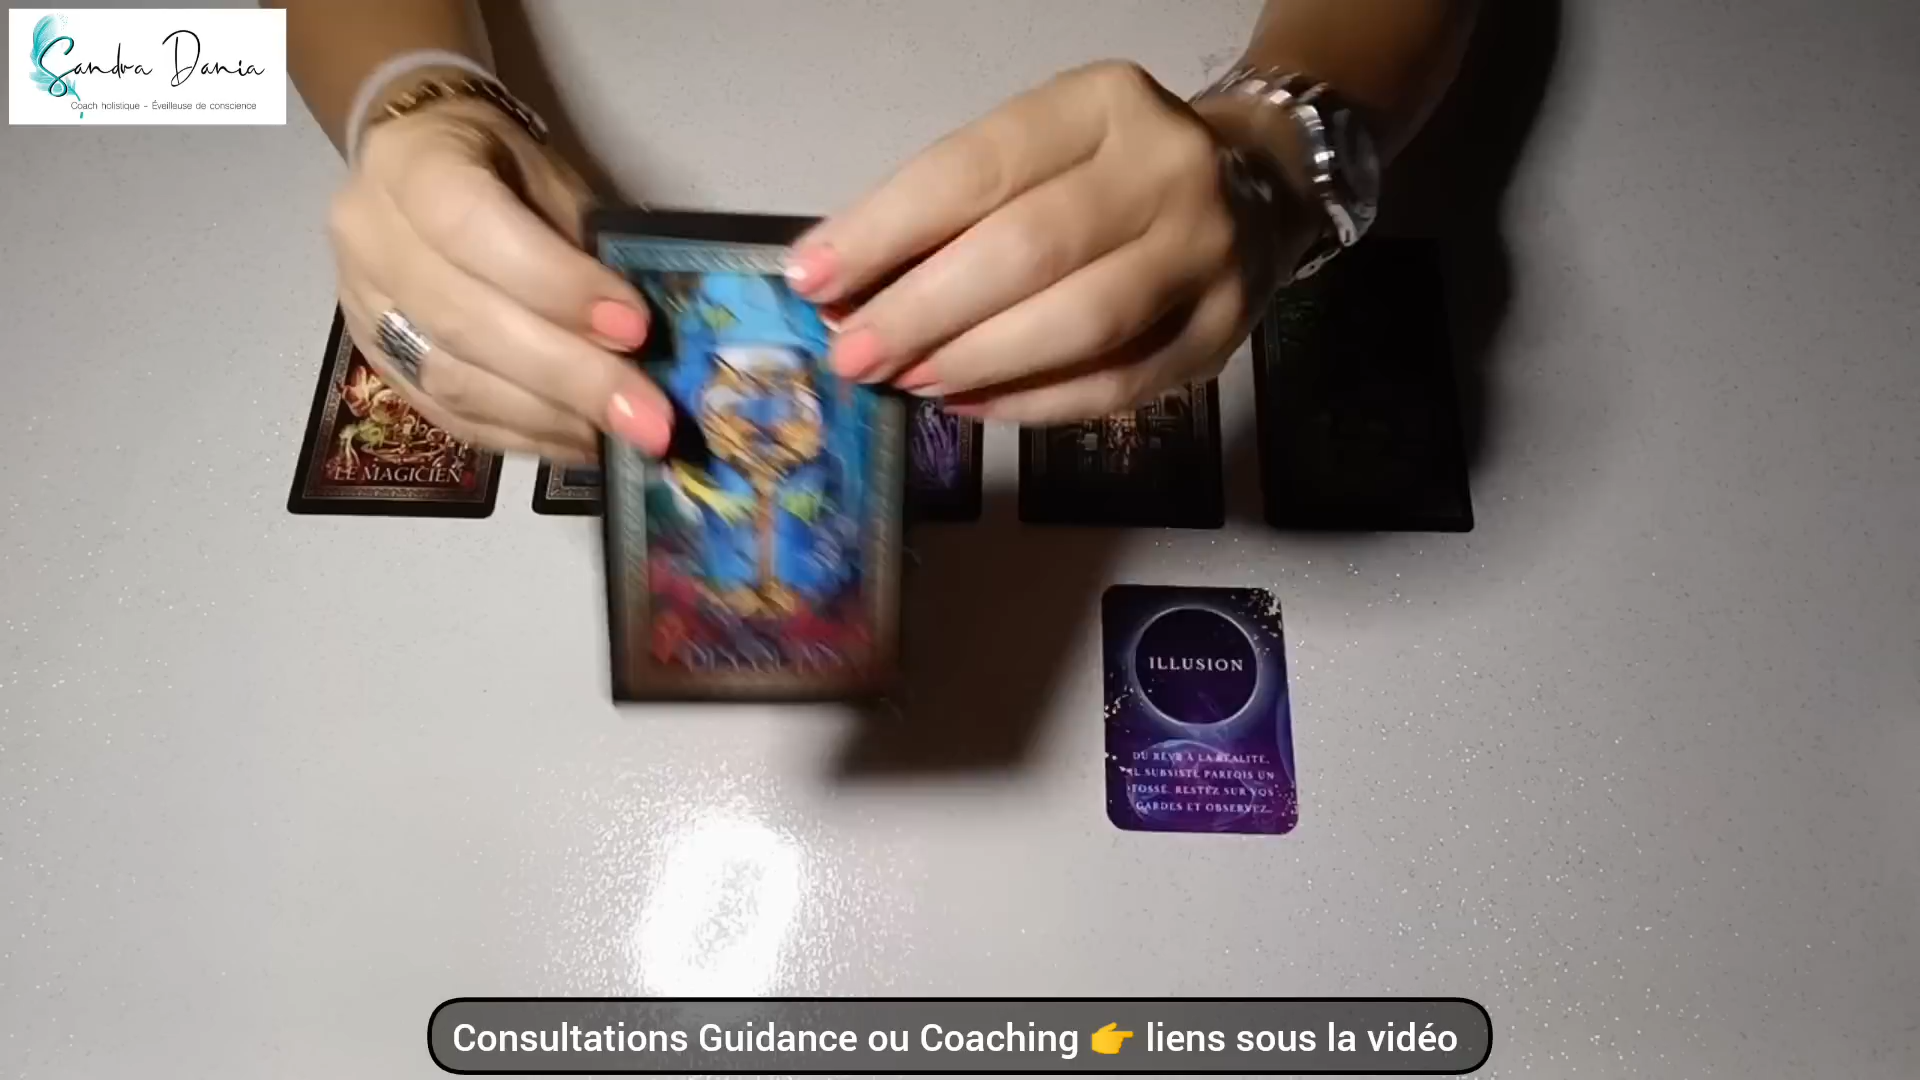 Sandra Dania
Coach holistique - Éveilleuse de conscience
LE MAGICIEN
ILLUSION
DU RÊVE À LA RÉALITÉ,
IL SUBSISTE PARFOIS UN
FOSSÉ. RESTEZ SUR VOS
GARDES ET OBSERVEZ...
Consultations Guidance ou Coaching 👉 liens sous la vidéo